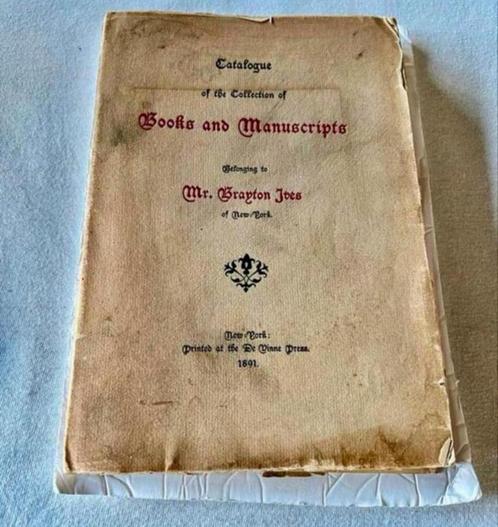 Catalogue
of the Collection of
Books and Manuscripts
Belonging to
Mr. Brayton Ives
of New-York.
New-York:
Printed at the De Vinne Press.
1891.